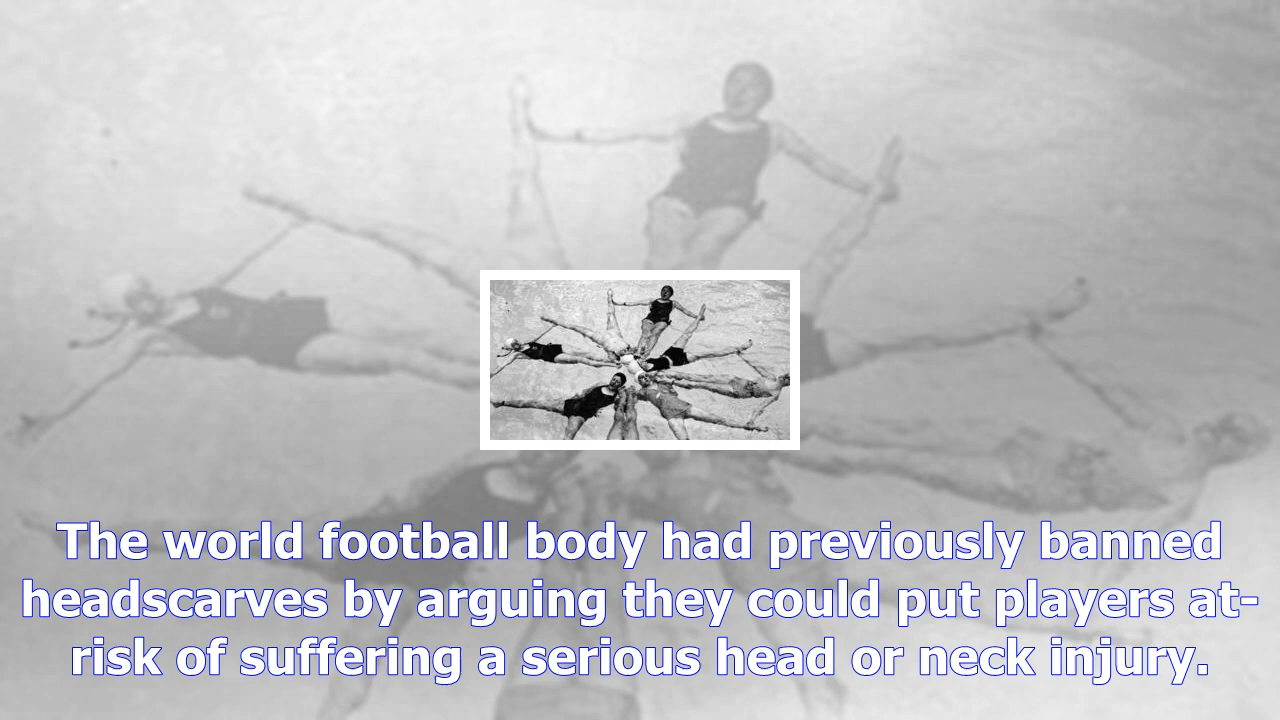 The world football body had previously banned
headscarves by arguing they could put players at-
risk of suffering a serious head or neck injury.